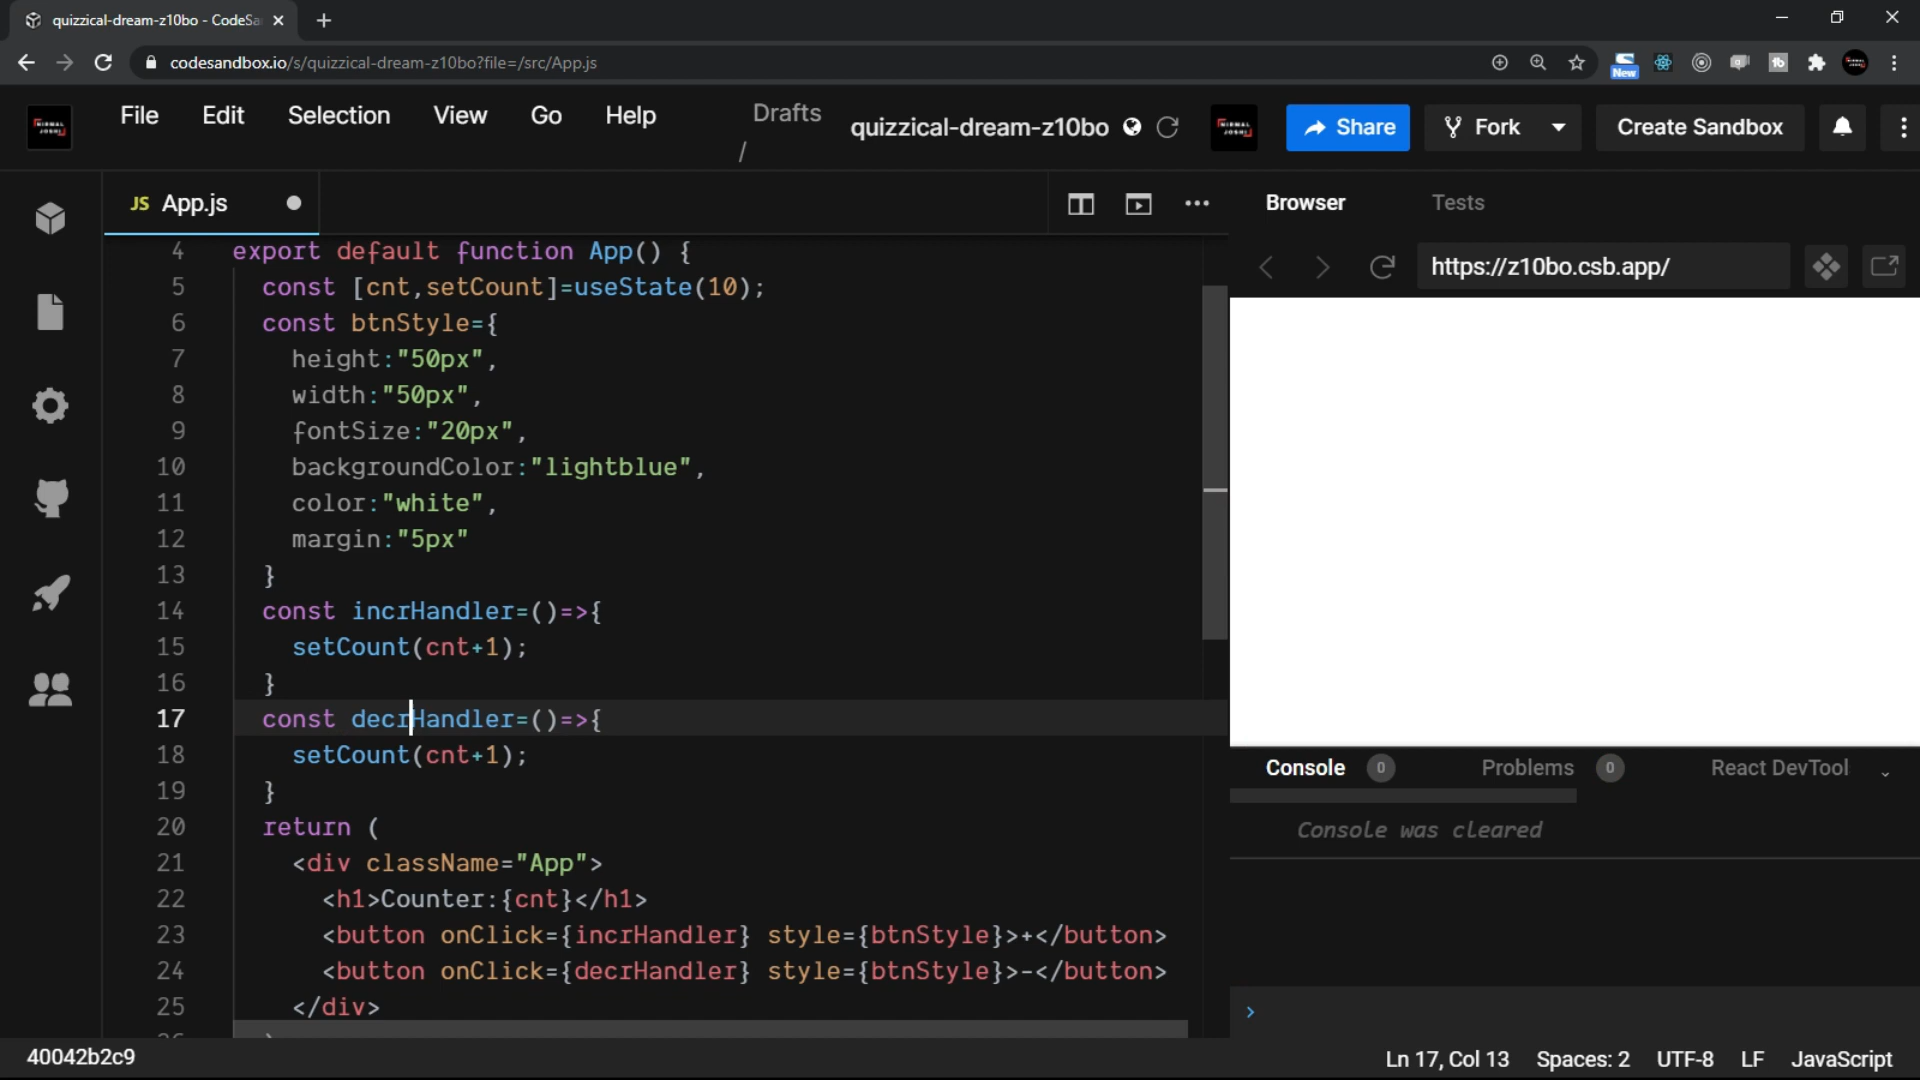 quizzical-dream-z10bo - CodeSa
codesandbox.io/s/quizzical-dream-z10bo?file=/src/App.js
New
NIRMAL
JOSHI
File Edit Selection View Go Help
Drafts
/
quizzical-dream-z10bo
NIRMAL
JOSHI
Share
Fork
Create Sandbox
JS App.js
Browser Tests
https://z10bo.csb.app/
4 export default function App() {
5 const [cnt,setCount]=useState(10);
6 const btnStyle={
7 height:"50px",
8 width:"50px",
9 fontSize:"20px",
10 backgroundColor:"lightblue",
11 color:"white",
12 margin:"5px"
13 }
14 const incrHandler=()=>{
15 setCount(cnt+1);
16 }
17 const decrHandler=()=>{
18 setCount(cnt+1);
19 }
20 return (
21 <div className="App">
22 <h1>Counter:{cnt}</h1>
23 <button onClick={incrHandler} style={btnStyle}>+</button>
24 <button onClick={decrHandler} style={btnStyle}>-</button>
25 </div>
Console 0 Problems 0 React DevTool
Console was cleared
40042b2c9
Ln 17, Col 13 Spaces: 2 UTF-8 LF JavaScript